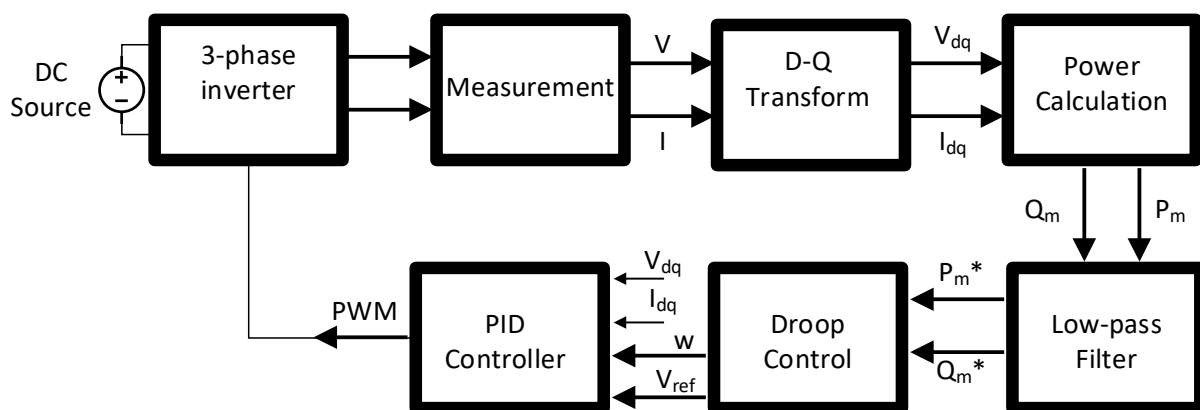 DC
Source
3-phase
inverter
Measurement
V
I
D-Q
Transform
V_dq
I_dq
Power
Calculation
Q_m
P_m
Low-pass
Filter
P_m*
Q_m*
Droop
Control
V_dq
I_dq
w
V_ref
PID
Controller
PWM